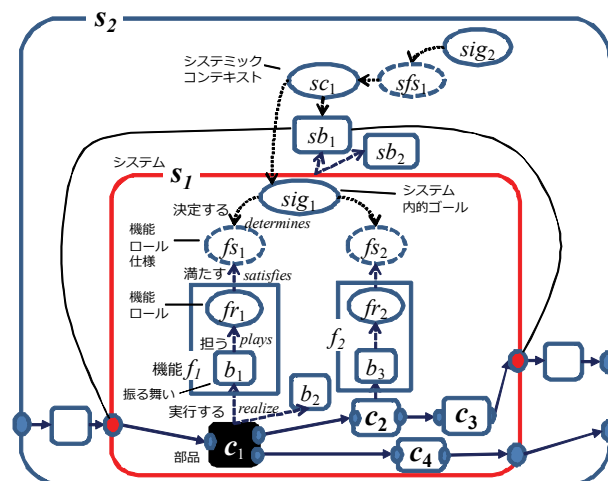 s2
sig2
システミック
コンテキスト
sc1
sfs1
sb1
sb2
システム
s1
sig1
システム
内的ゴール
決定する
determines
機能
ロール
仕様
fs1
fs2
満たす
satisfies
機能
ロール
fr1
fr2
担う
plays
機能 f1
f2
b1
b3
振る舞い
b2
実行する
realize
c1
c2
c3
c4
部品